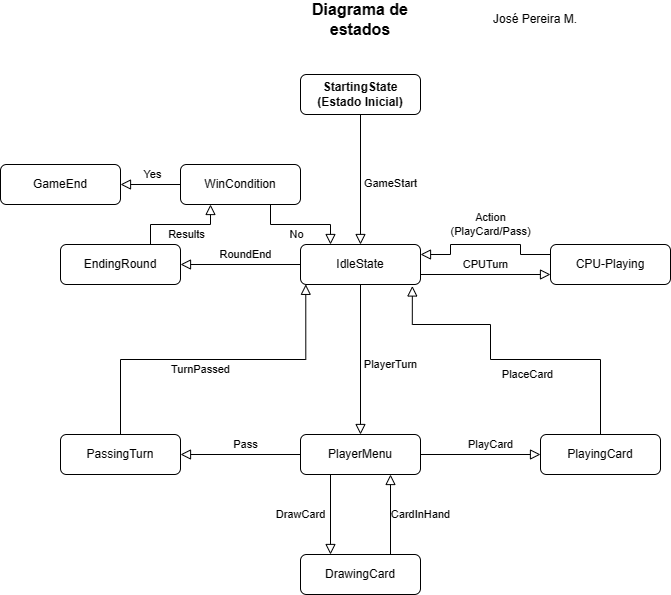 Diagrama de
estados
José Pereira M.
StartingState
(Estado Inicial)
GameStart
GameEnd
Yes
WinCondition
Results
No
Action
(PlayCard/Pass)
EndingRound
RoundEnd
IdleState
CPUTurn
CPU-Playing
TurnPassed
PlayerTurn
PlaceCard
PassingTurn
Pass
PlayerMenu
PlayCard
PlayingCard
DrawCard
CardInHand
DrawingCard